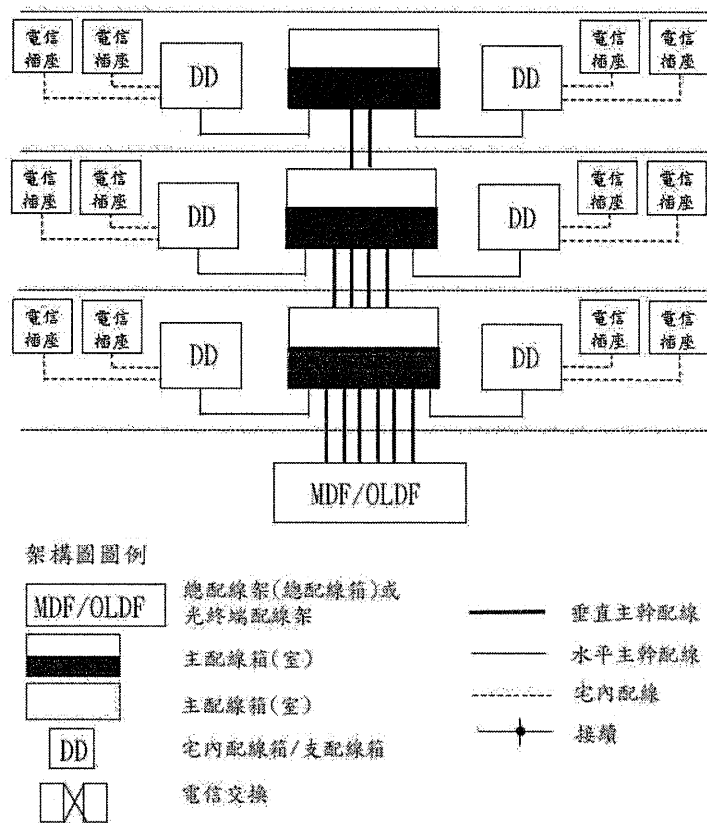 電信 電信 電信 電信
插座 插座 插座 插座
DD DD
電信 電信 電信 電信
插座 插座 插座 插座
DD DD
電信 電信 電信 電信
插座 插座 插座 插座
DD DD
MDF/OLDF
架構圖圖例
MDF/OLDF 總配線架(總配線箱)或
光終端配線架
主配線箱(室)
主配線箱(室)
DD 宅內配線箱/支配線箱
電信交換
垂直主幹配線
水平主幹配線
宅內配線
接續